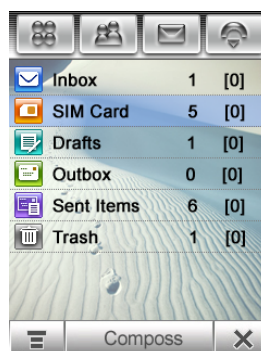 Inbox 1 [0]
SIM Card 5 [0]
Drafts 1 [0]
Outbox 0 [0]
Sent Items 6 [0]
Trash 1 [0]
Composs